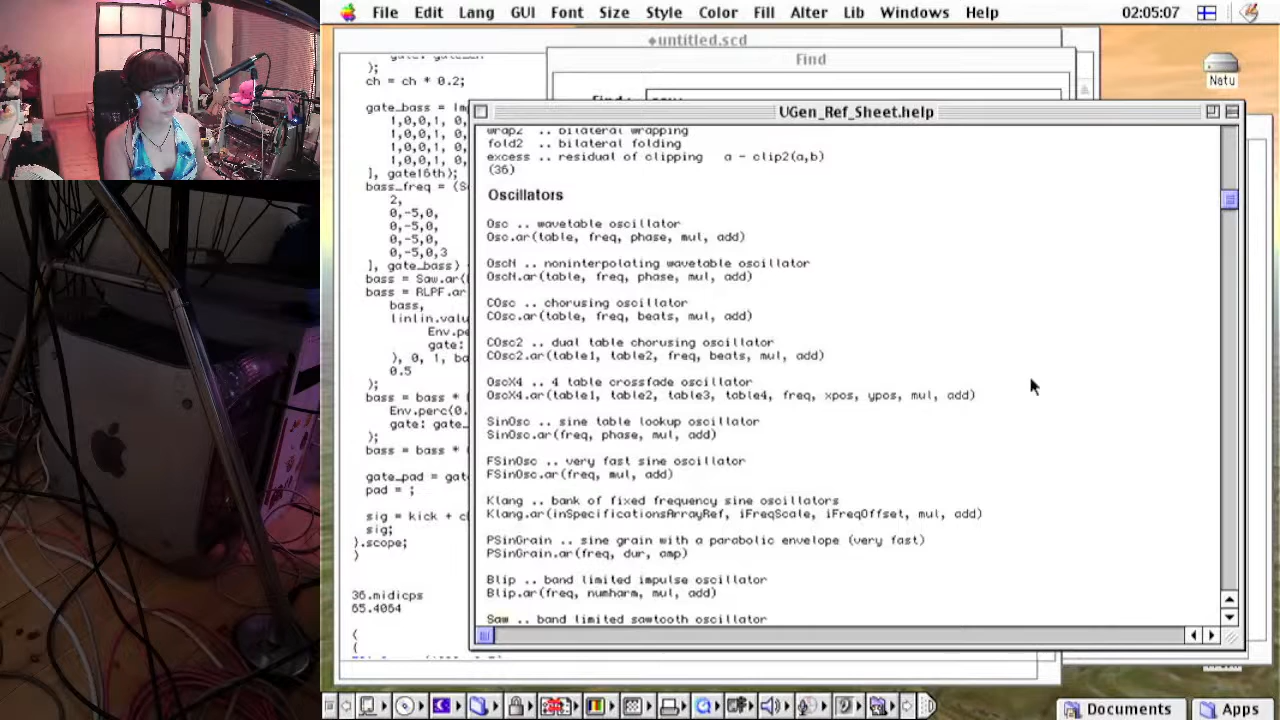 File Edit Lang GUI Font Size Style Color Fill Alter Lib Windows Help 02:05:07
◆untitled.scd
Find
Natu
);
ch = ch * 0.2;
gate_bass =
1,0,0,1,
1,0,0,1,
1,0,0,1,
1,0,0,1,
], gate16th);
bass_freq =
2,
0,-5,0,
0,-5,0,
0,-5,0,
0,-5,0,3
], gate_bass)
bass = Saw.ar(
bass = RLPF.ar
bass,
linlin.valu
Env.pe
gate:
), 0, 1, ba
0.5
);
bass = bass *
Env.perc(0.
gate: gate_
);
bass = bass *
gate_pad = gat
pad = ;
sig = kick + c
sig;
}.scope;
)
36.midicps
65.4064
(
{
UGen_Ref_Sheet.help
wrap2 .. bilateral wrapping
fold2 .. bilateral folding
excess .. residual of clipping a - clip2(a,b)
(36)
Oscillators
Osc .. wavetable oscillator
Osc.ar(table, freq, phase, mul, add)
OscN .. noninterpolating wavetable oscillator
OscN.ar(table, freq, phase, mul, add)
COsc .. chorusing oscillator
COsc.ar(table, freq, beats, mul, add)
COsc2 .. dual table chorusing oscillator
COsc2.ar(table1, table2, freq, beats, mul, add)
OscX4 .. 4 table crossfade oscillator
OscX4.ar(table1, table2, table3, table4, freq, xpos, ypos, mul, add)
SinOsc .. sine table lookup oscillator
SinOsc.ar(freq, phase, mul, add)
FSinOsc .. very fast sine oscillator
FSinOsc.ar(freq, mul, add)
Klang .. bank of fixed frequency sine oscillators
Klang.ar(inSpecificationsArrayRef, iFreqScale, iFreqOffset, mul, add)
PSinGrain .. sine grain with a parabolic envelope (very fast)
PSinGrain.ar(freq, dur, amp)
Blip .. band limited impulse oscillator
Blip.ar(freq, numharm, mul, add)
Saw .. band limited sawtooth oscillator
Documents
Apps